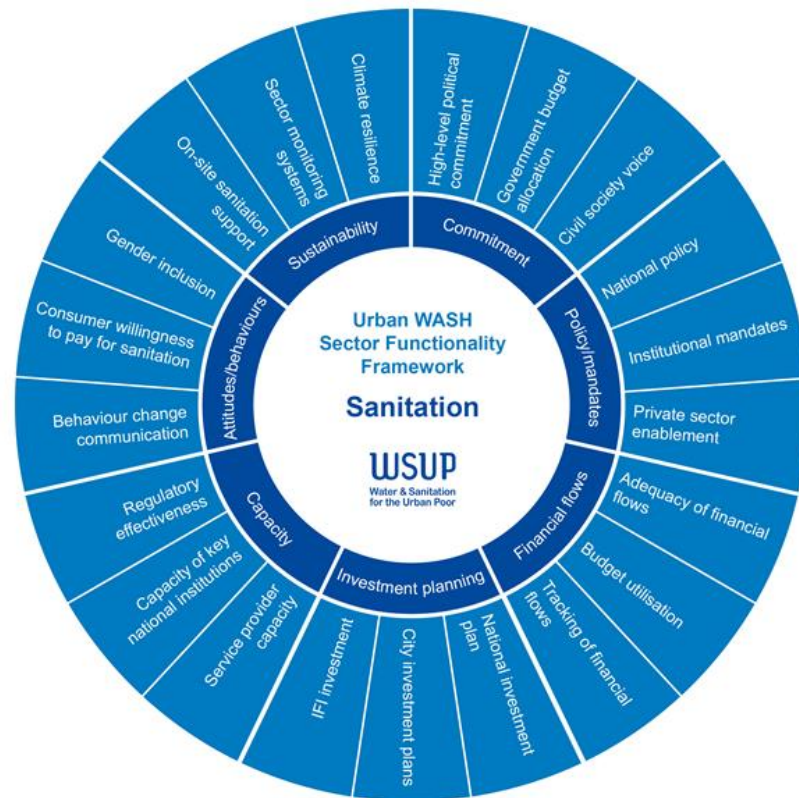 Urban WASH
Sector Functionality
Framework
Sanitation
WSUP
Water & Sanitation
for the Urban Poor
Commitment
High-level political
commitment
Government budget
allocation
Civil society voice
Policy/mandates
National policy
Institutional mandates
Private sector
enablement
Financial flows
Adequacy of financial
flows
Budget utilisation
Tracking of financial
flows
Investment planning
National investment
plan
City investment plans
IFI investment
Capacity
Service provider
capacity
Capacity of key
national institutions
Regulatory
effectiveness
Attitudes/behaviours
Behaviour change
communication
Consumer willingness
to pay for sanitation
Gender inclusion
Sustainability
On-site sanitation
support
Sector monitoring
systems
Climate resilience